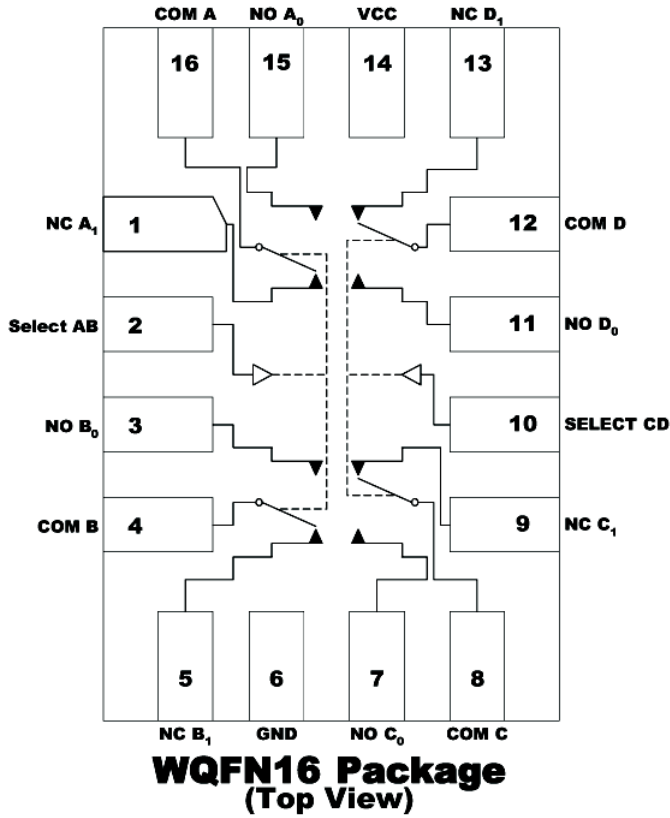 COM A NO A₀ VCC NC D₁
16 15 14 13
NC A₁ 1 12 COM D
Select AB 2 11 NO D₀
NO B₀ 3 10 SELECT CD
COM B 4 9 NC C₁
5 6 7 8
NC B₁ GND NO C₀ COM C
WQFN16 Package
(Top View)